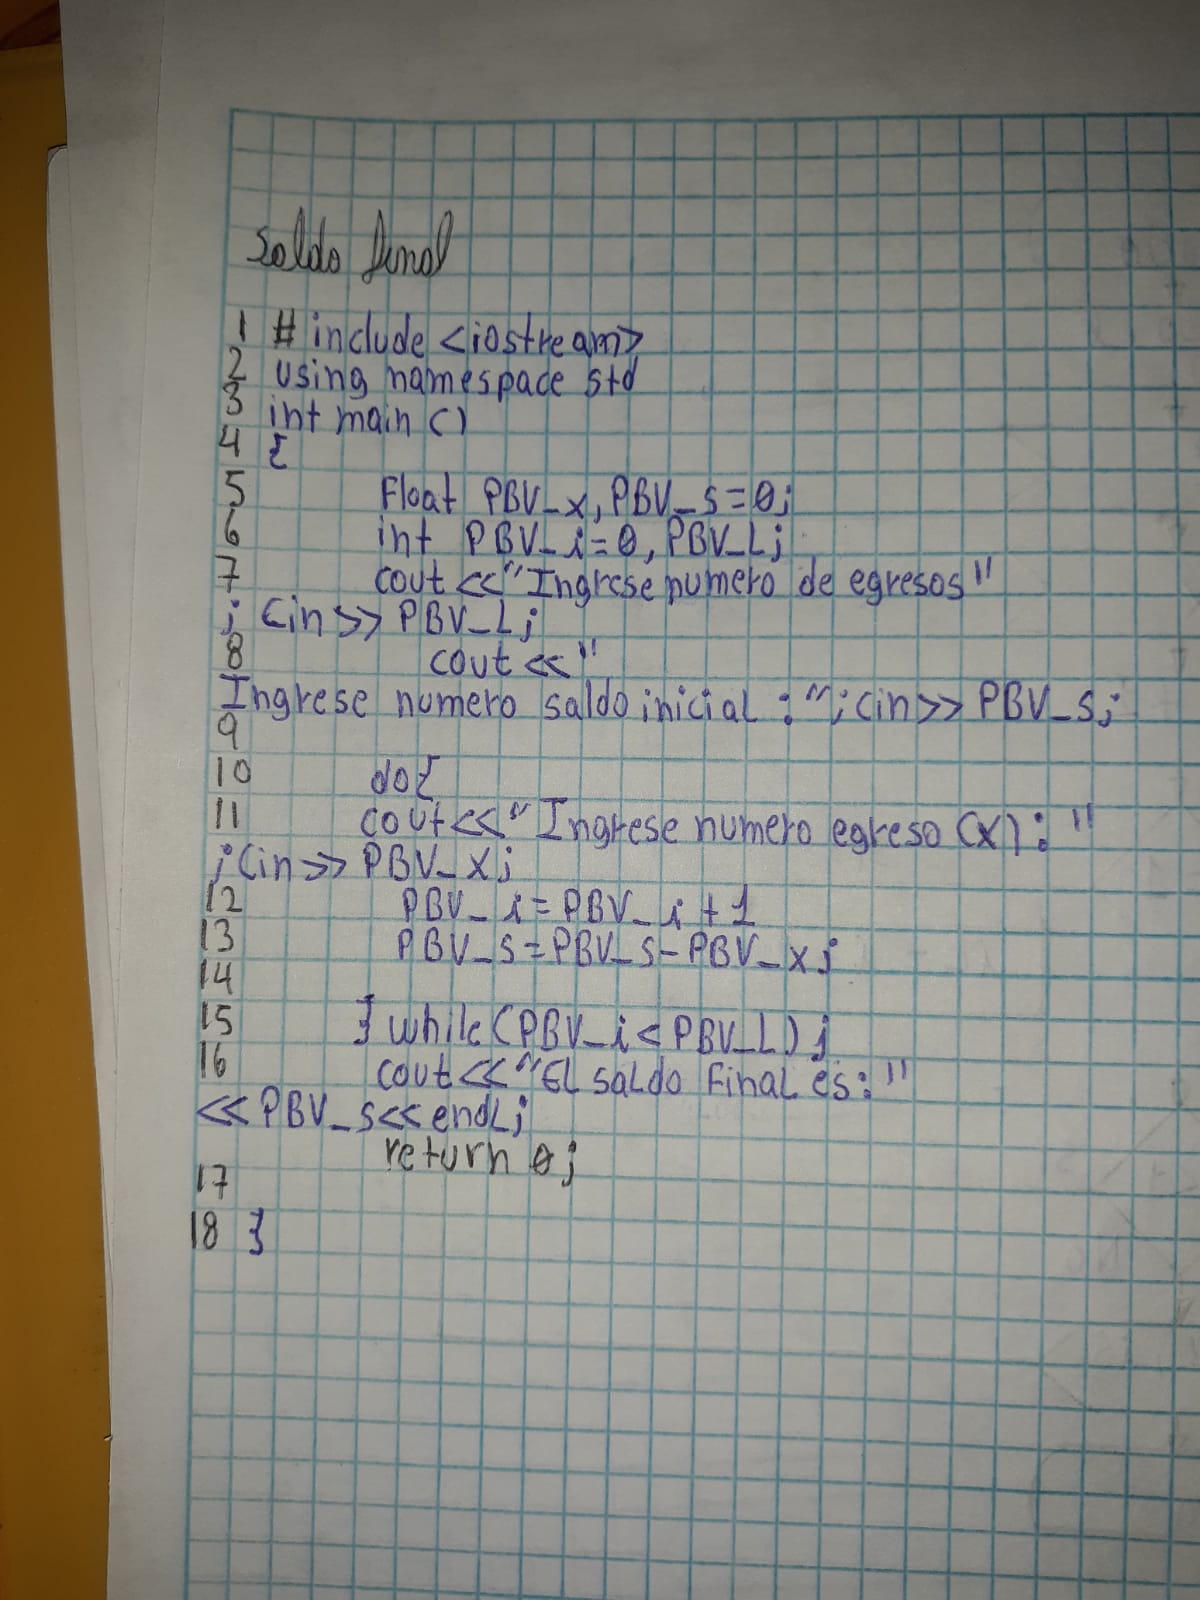 Saldo final
1 # include <iostream>
2 using namespace std
3 int main ()
4 {
5 Float PBV_x, PBV_s=0;
6 int PBV_i=0, PBV_L;
7 cout <<"Ingrese numero de egresos"
; cin >> PBV_L;
8 cout <<"
Ingrese numero saldo inicial : "; cin>> PBV_s;
9
10 do{
11 cout<<"Ingrese numero egreso (x): "
; cin >> PBV_x;
12 PBV_i = PBV_i + 1
13 PBV_s = PBV_s - PBV_x;
14
15 } while (PBV_i < PBV_L) ;
16 cout <<"EL saldo Final es: "
<< PBV_s << endL;
return 0;
17
18 }